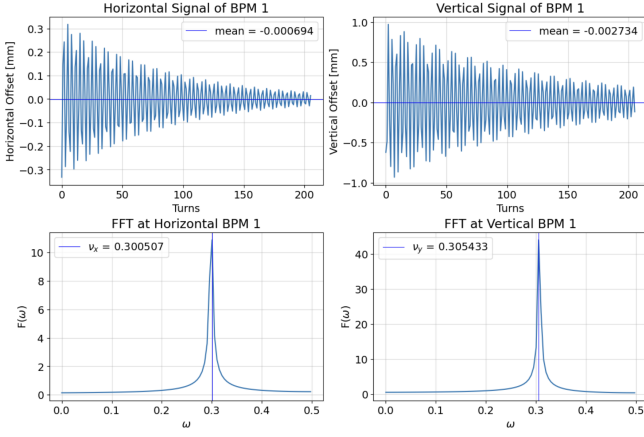 Horizontal Signal of BPM 1
mean = -0.000694
Horizontal Offset [mm]
0.3
0.2
0.1
0.0
-0.1
-0.2
-0.3
0 50 100 150 200
Turns
Vertical Signal of BPM 1
mean = -0.002734
Vertical Offset [mm]
1.0
0.5
0.0
-0.5
-1.0
0 50 100 150 200
Turns
FFT at Horizontal BPM 1
νx = 0.300507
F(ω)
10
8
6
4
2
0
0.0 0.1 0.2 0.3 0.4 0.5
ω
FFT at Vertical BPM 1
νy = 0.305433
F(ω)
40
30
20
10
0
0.0 0.1 0.2 0.3 0.4 0.5
ω